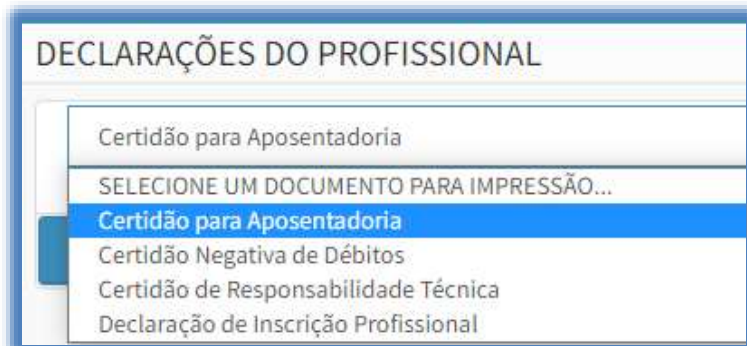 DECLARAÇÕES DO PROFISSIONAL
Certidão para Aposentadoria
SELECIONE UM DOCUMENTO PARA IMPRESSÃO...
Certidão para Aposentadoria
Certidão Negativa de Débitos
Certidão de Responsabilidade Técnica
Declaração de Inscrição Profissional